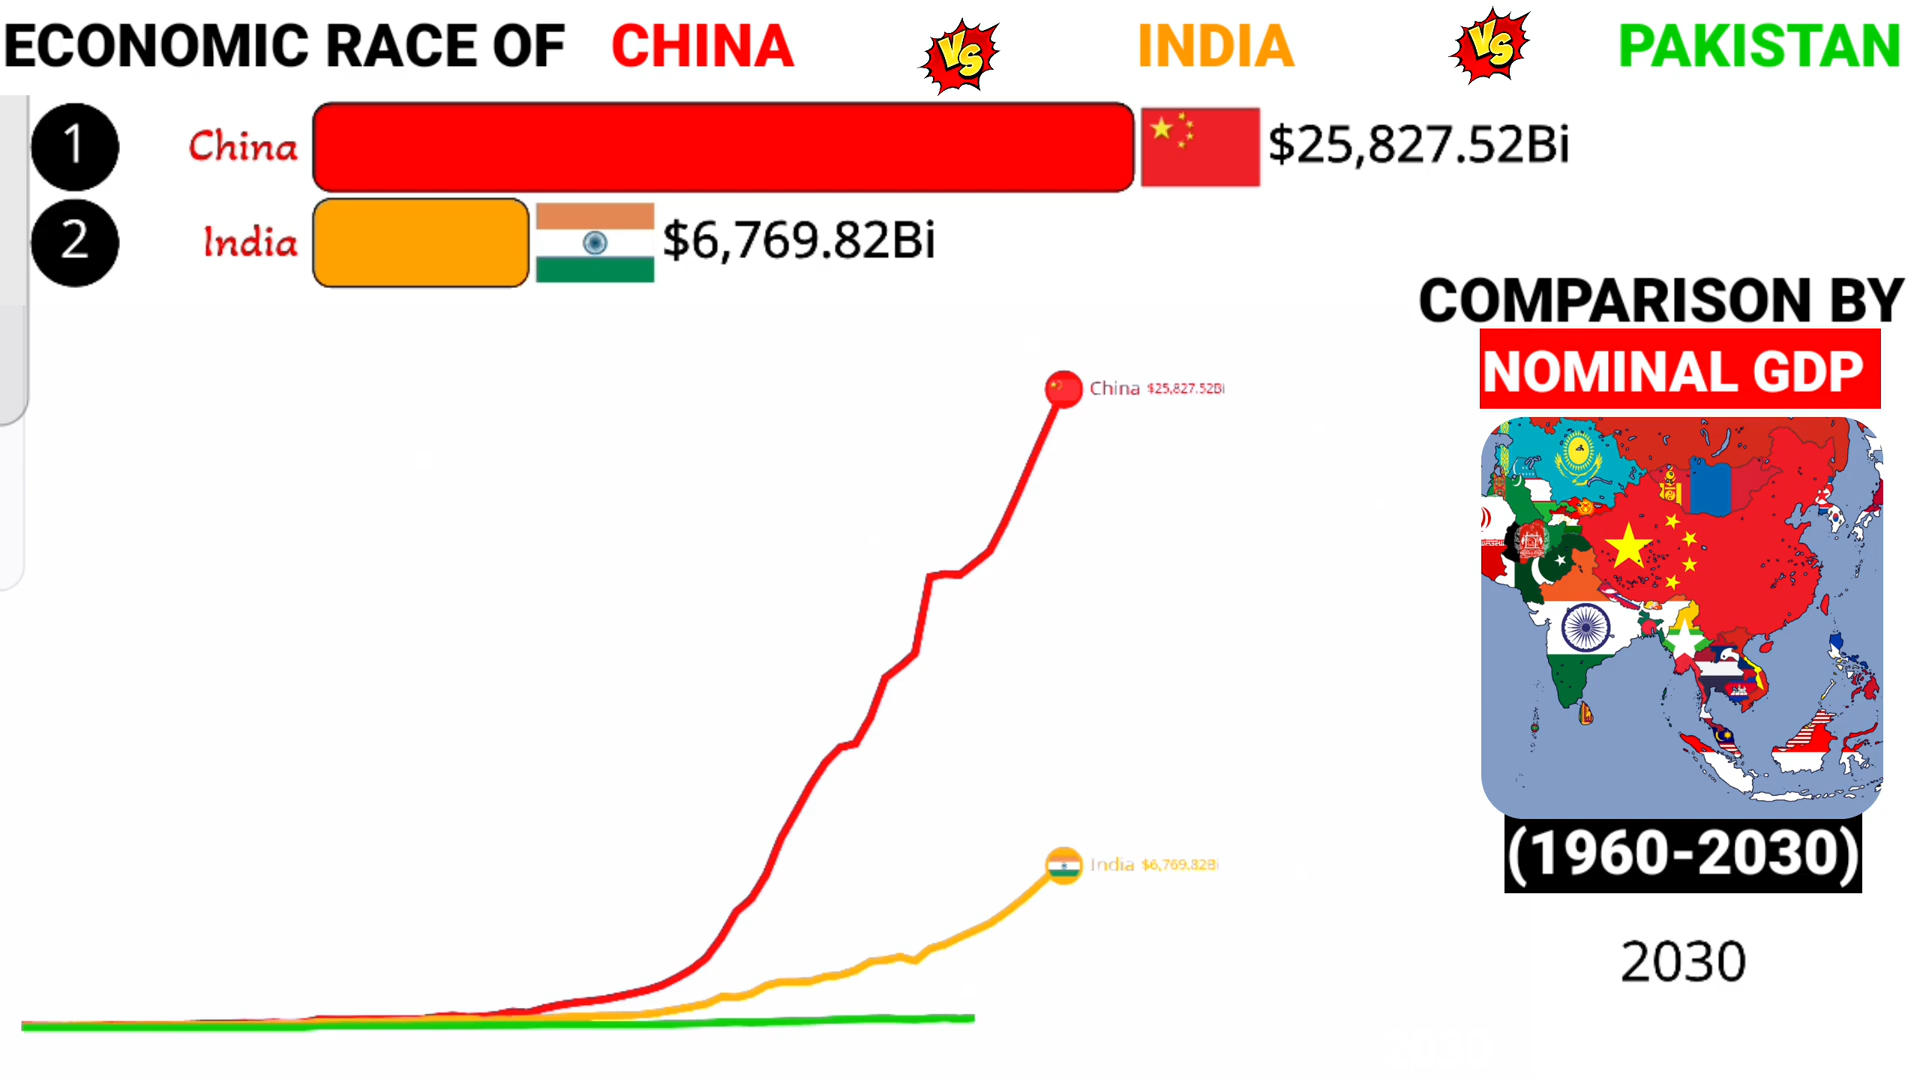 ECONOMIC RACE OF CHINA VS INDIA VS PAKISTAN
1 China $25,827.52Bi
2 India $6,769.82Bi
COMPARISON BY
NOMINAL GDP
China $25,827.52Bi
India $6,769.82Bi
(1960-2030)
2030